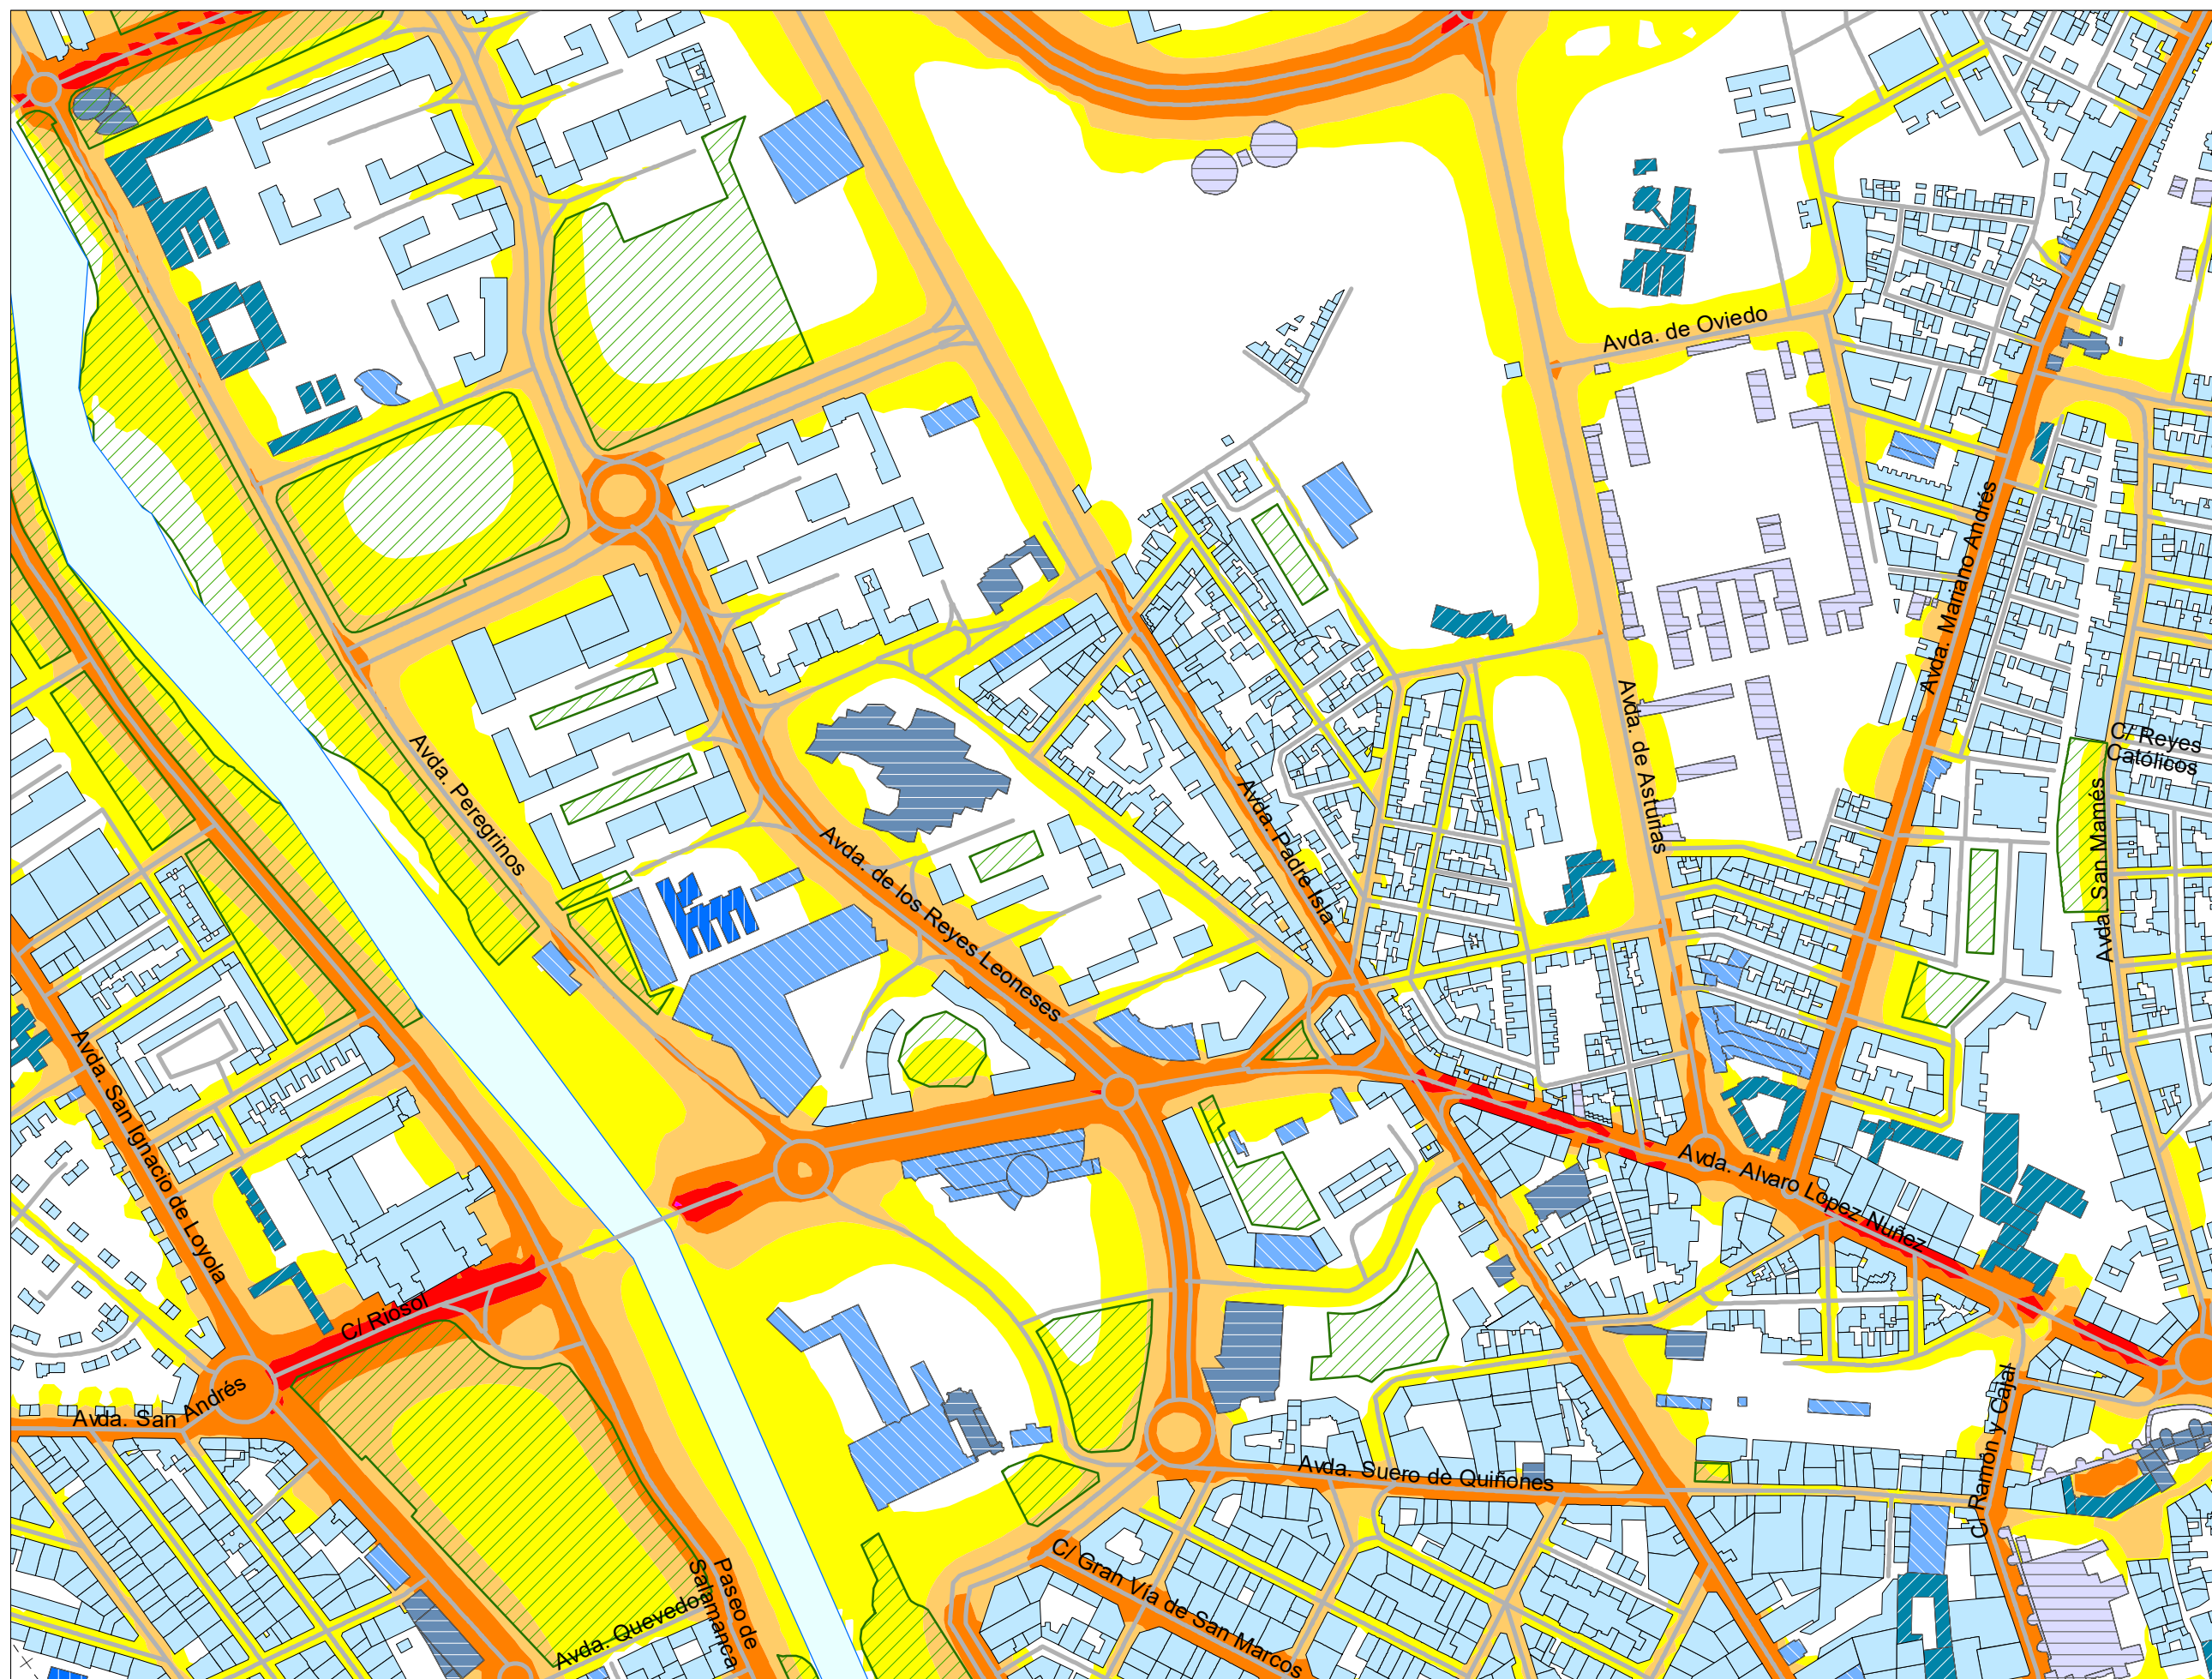 Avda. de Oviedo
Avda. Mariano Andrés
Avda. de Asturias
C/ Reyes
Católicos
Avda. San Mamés
Avda. Peregrinos
Avda. Padre Isla
Avda. de los Reyes Leoneses
Avda. San Ignacio de Loyola
Avda. Alvaro Lopez Nuñez
C/ Riosol
Avda. San Andrés
C/ Ramón y Cajal
Avda. Suero de Quiñones
C/ Gran Vía de San Marcos
Paseo de
Salamanca
Avda. Quevedo